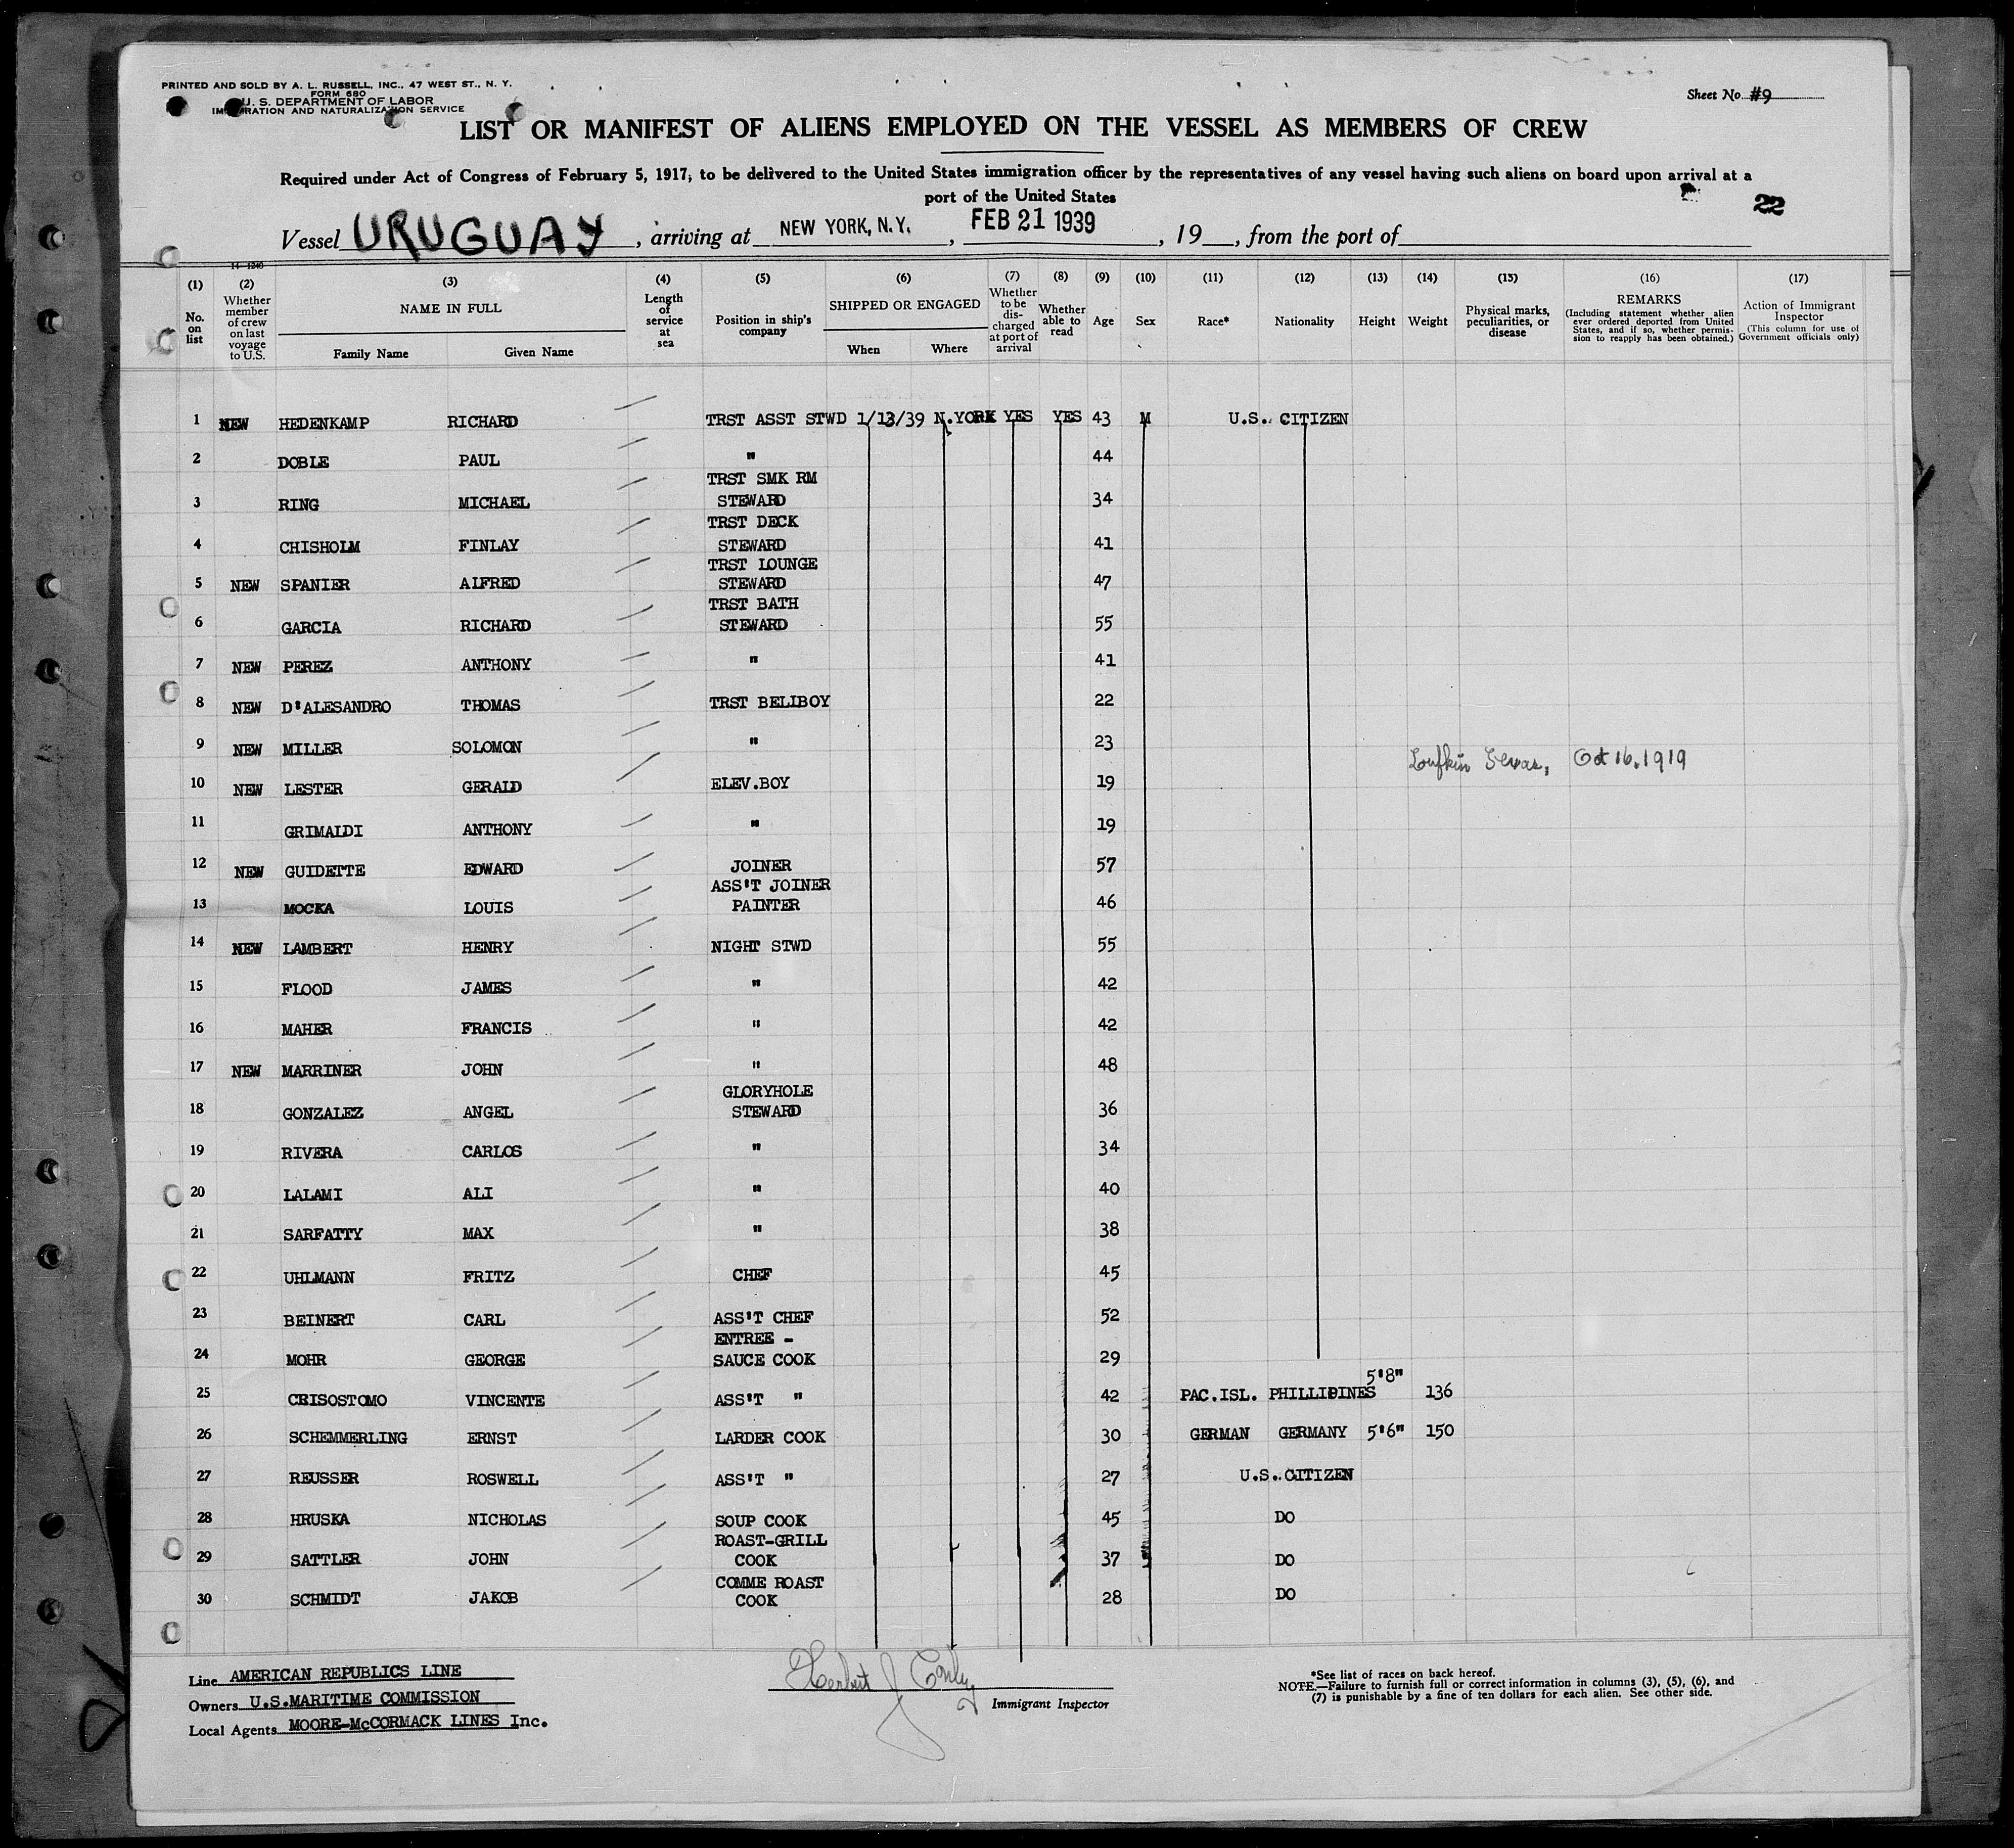 PRINTED AND SOLD BY A. L. RUSSELL, INC., 47 WEST ST., N. Y.
FORM 680
U. S. DEPARTMENT OF LABOR
IMMIGRATION AND NATURALIZATION SERVICE
Sheet No. #9
LIST OR MANIFEST OF ALIENS EMPLOYED ON THE VESSEL AS MEMBERS OF CREW
Required under Act of Congress of February 5, 1917, to be delivered to the United States immigration officer by the representatives of any vessel having such aliens on board upon arrival at a
port of the United States
22
Vessel URUGUAY, arriving at NEW YORK, N.Y., FEB 21 1939, 19, from the port of
14-1240
(1) (2) (3) (4) (5) (6) (7) (8) (9) (10) (11) (12) (13) (14) (15) (16) (17)
No. on list
Whether member of crew on last voyage to U.S.
NAME IN FULL
Family Name
Given Name
Length of service at sea
Position in ship's company
SHIPPED OR ENGAGED
When
Where
Whether to be discharged at port of arrival
Whether able to read
Age
Sex
Race*
Nationality
Height
Weight
Physical marks, peculiarities, or disease
REMARKS
(Including statement whether alien ever ordered deported from United States, and if so, whether permission to reapply has been obtained.)
Action of Immigrant Inspector
(This column for use of Government officials only)
1 NEW HEDENKAMP RICHARD TRST ASST STWD 1/13/39 N.YORK YES YES 43 M U.S. CITIZEN
2 DOBLE PAUL " 44
3 RING MICHAEL TRST SMK RM STEWARD 34
4 CHISHOLM FINLAY TRST DECK STEWARD 41
5 NEW SPANIER ALFRED TRST LOUNGE STEWARD 47
6 GARCIA RICHARD TRST BATH STEWARD 55
7 NEW PEREZ ANTHONY " 41
8 NEW D'ALESANDRO THOMAS TRST BELLBOY 22
9 NEW MILLER SOLOMON " 23
Lufkin Texas, Oct 16, 1919
10 NEW LESTER GERALD ELEV.BOY 19
11 GRIMALDI ANTHONY " 19
12 NEW GUIDETTE EDWARD JOINER 57
13 MOCKA LOUIS ASS'T JOINER PAINTER 46
14 NEW LAMBERT HENRY NIGHT STWD 55
15 FLOOD JAMES " 42
16 MAHER FRANCIS " 42
17 NEW MARRINER JOHN " 48
18 GONZALEZ ANGEL GLORYHOLE STEWARD 36
19 RIVERA CARLOS " 34
20 LALAMI ALI " 40
21 SARFATTY MAX " 38
22 UHLMANN FRITZ CHEF 45
23 BEINERT CARL ASS'T CHEF 52
24 MOHR GEORGE ENTREE - SAUCE COOK 29
25 CRISOSTOMO VINCENTE ASS'T " 42 PAC.ISL. PHILLIPINES 5'8" 136
26 SCHEMMERLING ERNST LARDER COOK 30 GERMAN GERMANY 5'6" 150
27 REUSSER ROSWELL ASS'T " 27 U.S. CITIZEN
28 HRUSKA NICHOLAS SOUP COOK 45 DO
29 SATTLER JOHN ROAST-GRILL COOK 37 DO
30 SCHMIDT JAKOB COMME ROAST COOK 28 DO
Line AMERICAN REPUBLICS LINE
Owners U.S.MARITIME COMMISSION
Local Agents MOORE-McCORMACK LINES Inc.
Herbert J
Immigrant Inspector
*See list of races on back hereof.
NOTE.—Failure to furnish full or correct information in columns (3), (5), (6), and
(7) is punishable by a fine of ten dollars for each alien. See other side.